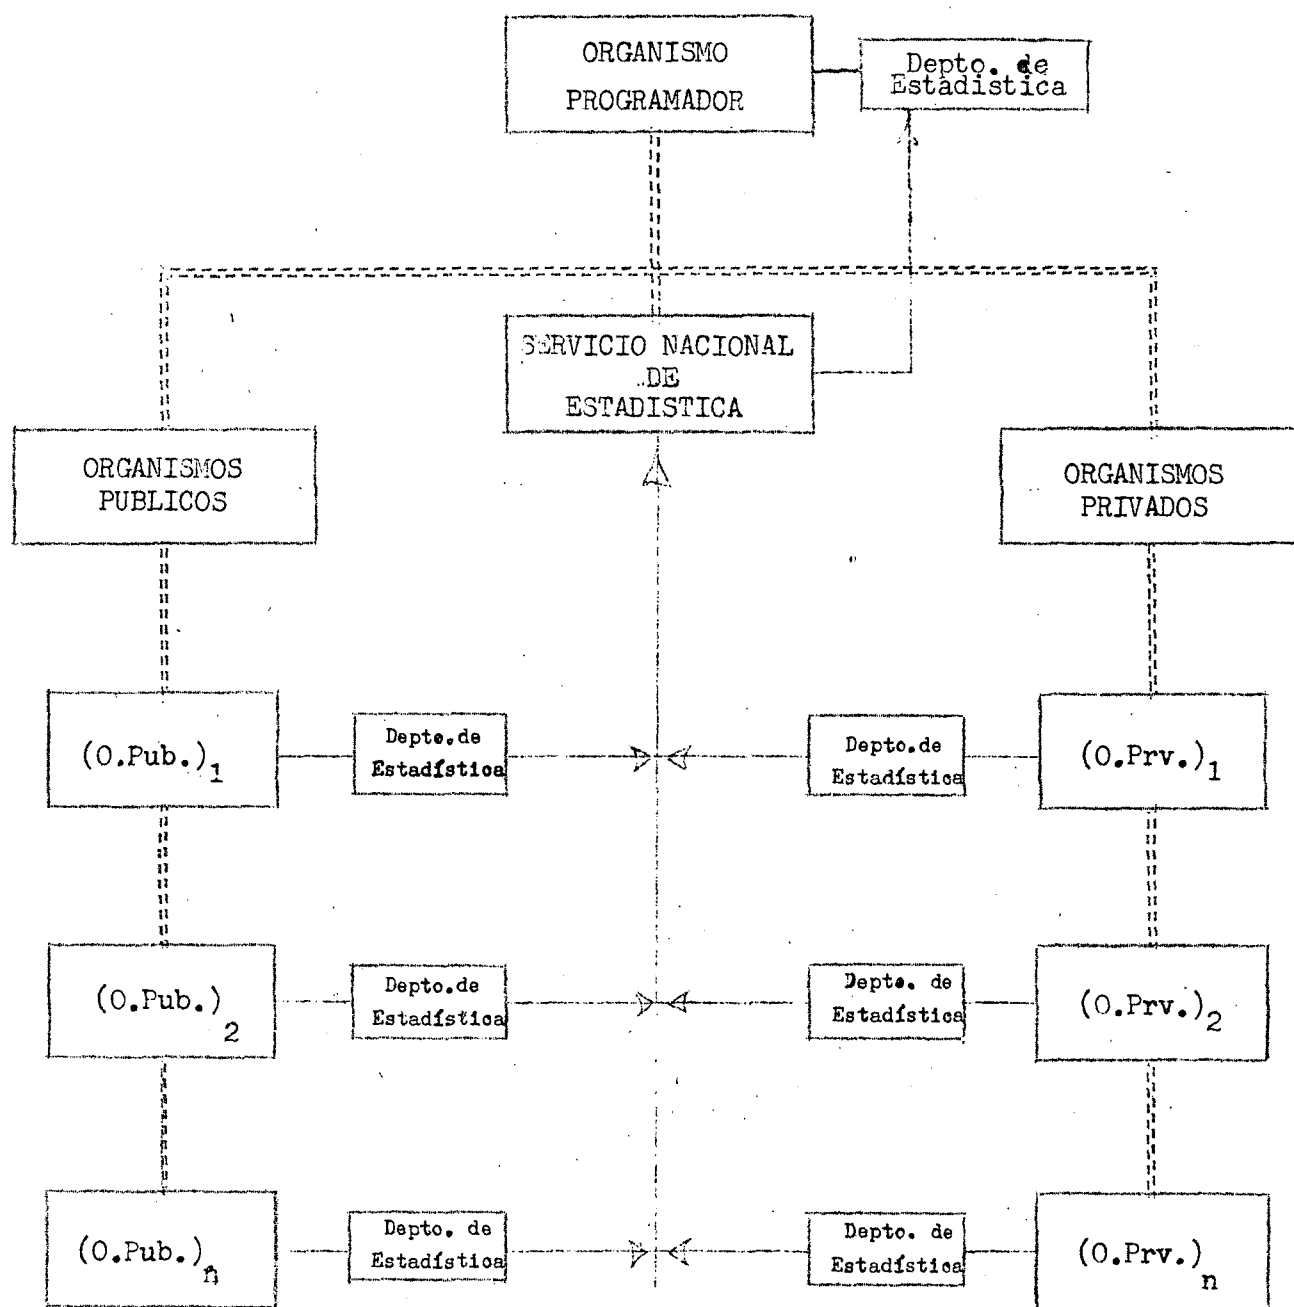 ORGANISMO
PROGRAMADOR
Depto. de
Estadistica
SERVICIO NACIONAL
DE
ESTADISTICA
ORGANISMOS
PUBLICOS
ORGANISMOS
PRIVADOS
(O.Pub.)1
Depto.de
Estadística
Depto.de
Estadística
(O.Prv.)1
(O.Pub.)2
Depto.de
Estadística
Depto. de
Estadística
(O.Prv.)2
(O.Pub.)n
Depto. de
Estadística
Depto. de
Estadística
(O.Prv.)n